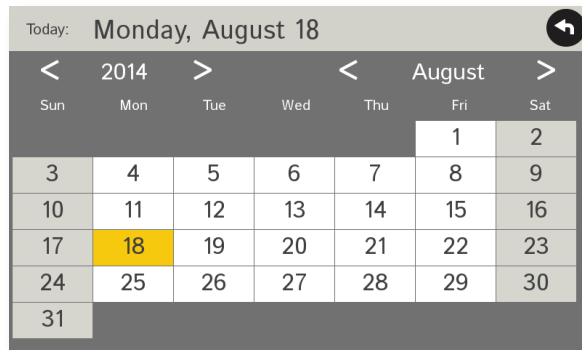 Today: Monday, August 18
< 2014 > < August >
Sun Mon Tue Wed Thu Fri Sat
1 2
3 4 5 6 7 8 9
10 11 12 13 14 15 16
17 18 19 20 21 22 23
24 25 26 27 28 29 30
31